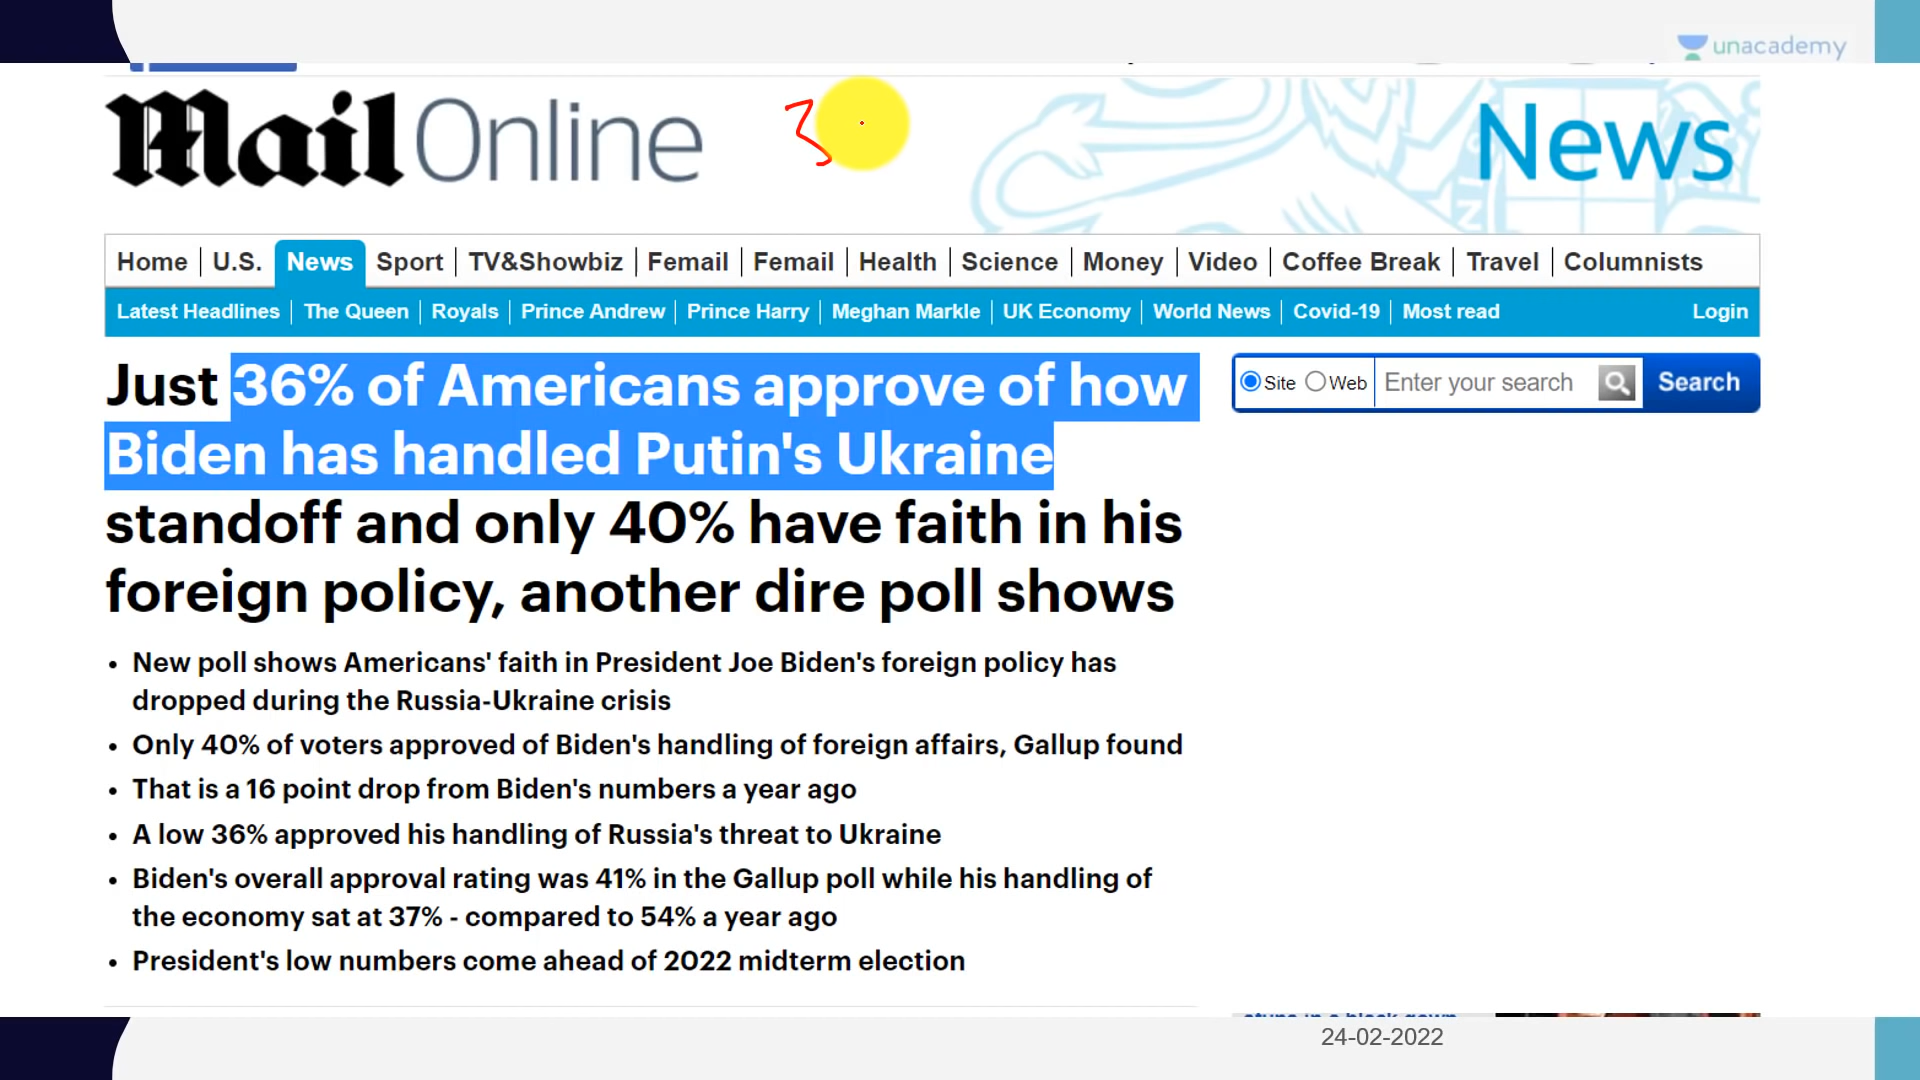 unacademy
Mail Online
3
News
Home U.S. News Sport TV&Showbiz Femail Femail Health Science Money Video Coffee Break Travel Columnists
Latest Headlines The Queen Royals Prince Andrew Prince Harry Meghan Markle UK Economy World News Covid-19 Most read Login
Just 36% of Americans approve of how
Biden has handled Putin's Ukraine
standoff and only 40% have faith in his
foreign policy, another dire poll shows
Site Web Enter your search Search
• New poll shows Americans' faith in President Joe Biden's foreign policy has
dropped during the Russia-Ukraine crisis
• Only 40% of voters approved of Biden's handling of foreign affairs, Gallup found
• That is a 16 point drop from Biden's numbers a year ago
• A low 36% approved his handling of Russia's threat to Ukraine
• Biden's overall approval rating was 41% in the Gallup poll while his handling of
the economy sat at 37% - compared to 54% a year ago
• President's low numbers come ahead of 2022 midterm election
24-02-2022